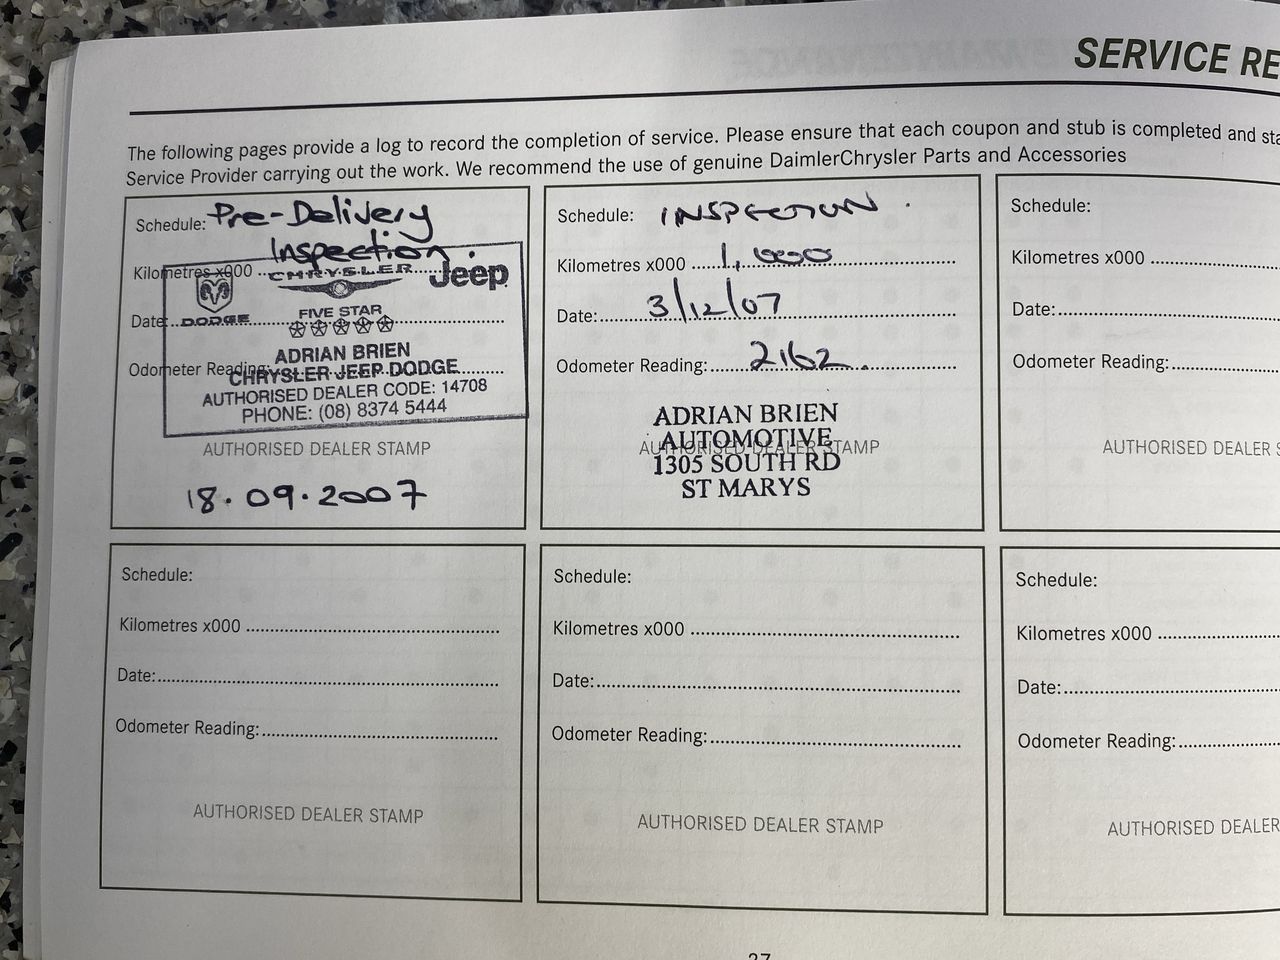 SERVICE RE
The following pages provide a log to record the completion of service. Please ensure that each coupon and stub is completed and sta
Service Provider carrying out the work. We recommend the use of genuine DaimlerChrysler Parts and Accessories
Schedule: Pre-Delivery
Inspection.
Kilometres x000
CHRYSLER Jeep
DODGE
Date:
FIVE STAR
Odometer Reading:
ADRIAN BRIEN
CHRYSLER JEEP DODGE
AUTHORISED DEALER CODE: 14708
PHONE: (08) 8374 5444
AUTHORISED DEALER STAMP
18.09.2007
Schedule: INSPECTION.
Kilometres x000 1,000
Date: 3/12/07
Odometer Reading: 2162.
ADRIAN BRIEN
AUTOMOTIVE
AUTHORISED DEALER STAMP
1305 SOUTH RD
ST MARYS
Schedule:
Kilometres x000
Date:
Odometer Reading:
AUTHORISED DEALER S
Schedule:
Kilometres x000
Date:
Odometer Reading:
AUTHORISED DEALER STAMP
Schedule:
Kilometres x000
Date:
Odometer Reading:
AUTHORISED DEALER STAMP
Schedule:
Kilometres x000
Date:
Odometer Reading:
AUTHORISED DEALER